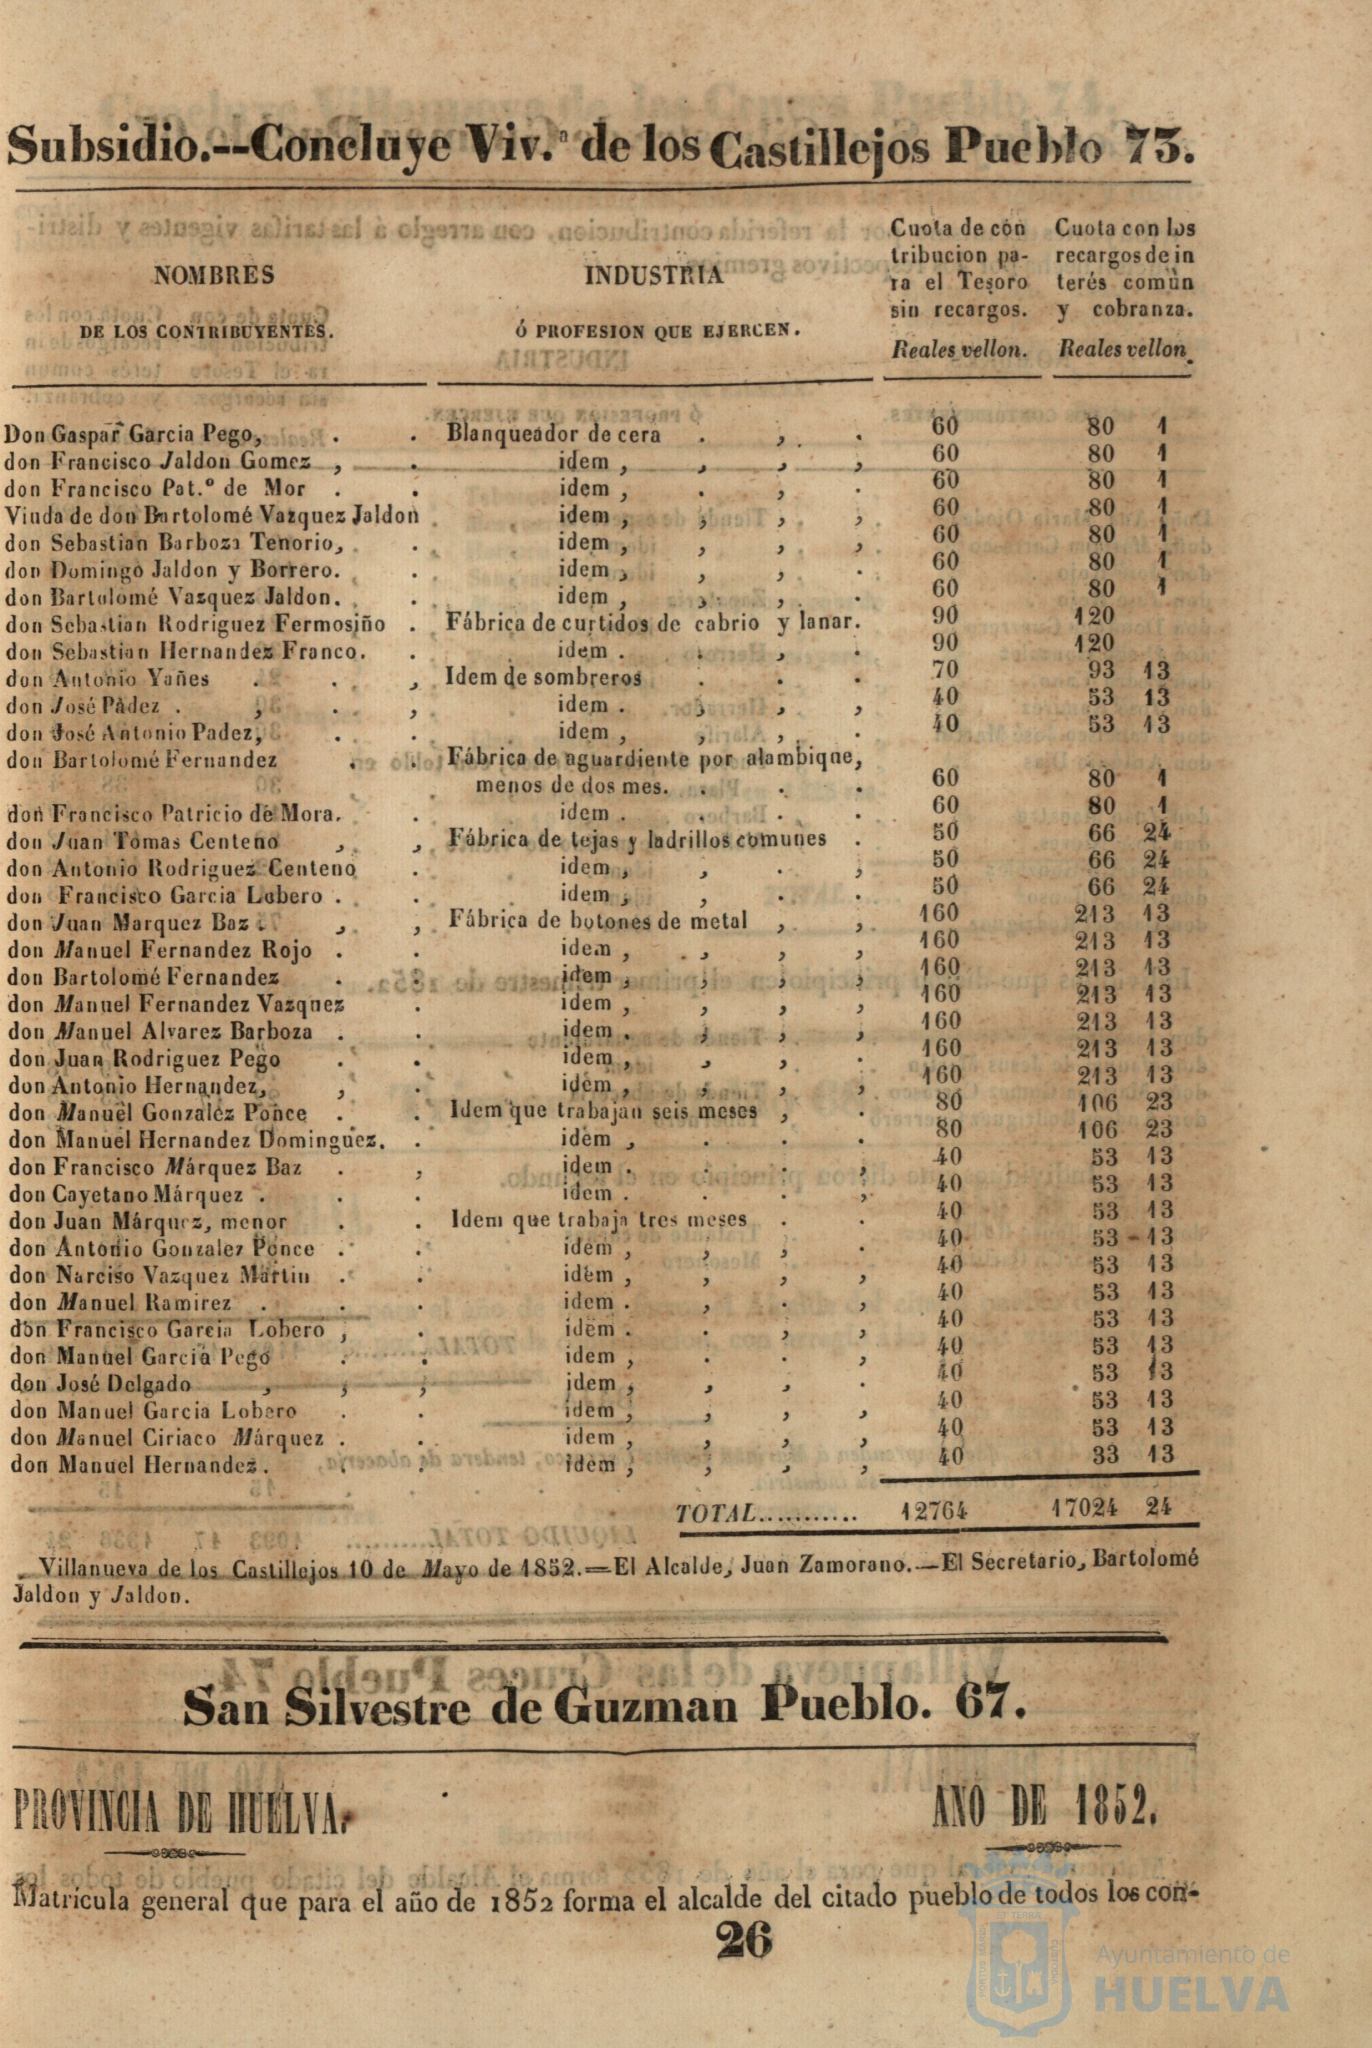 Subsidio.--Concluye Viv.ª de los Castillejos Pueblo 73.
NOMBRES
DE LOS CONTRIBUYENTES.
INDUSTRIA
Ó PROFESION QUE EJERCEN.
Cuota de con
tribucion pa-
ra el Tesoro
sin recargos.
Reales vellon.
Cuota con los
recargos de in
terés comun
y cobranza.
Reales vellon.
Don Gaspar Garcia Pego, . . Blanqueador de cera . , . 60 80 1
don Francisco Jaldon Gomez , . idem , , , , 60 80 1
don Francisco Pat.º de Mor . . idem , . , . 60 80 1
Viuda de don Bartolomé Vazquez Jaldon idem , , , , 60 80 1
don Sebastian Barboza Tenorio, . idem , , , , 60 80 1
don Domingo Jaldon y Borrero. . idem , , , . 60 80 1
don Bartolomé Vazquez Jaldon. . idem , , , . 60 80 1
don Sebastian Rodriguez Fermosiño . Fábrica de curtidos de cabrio y lanar. 90 120
don Sebastian Hernandez Franco. . idem . . , . 90 120
don Antonio Yañes . . , Idem de sombreros . . . 70 93 13
don José Pàdez . , . , idem . , , , 40 53 13
don José Antonio Padez, . . idem , , , . 40 53 13
don Bartolomé Fernandez . . Fábrica de aguardiente por alambique,
menos de dos mes. . . . 60 80 1
don Francisco Patricio de Mora. . idem . . . . 60 80 1
don Juan Tomas Centeno , , Fábrica de tejas y ladrillos comunes . 50 66 24
don Antonio Rodriguez Centeno . idem , , . , 50 66 24
don Francisco Garcia Lobero . . idem , , . . 50 66 24
don Juan Marquez Baz . , , Fábrica de botones de metal , , 160 213 13
don Manuel Fernandez Rojo . . idem , , , , 160 213 13
don Bartolomé Fernandez . . idem , , , , 160 213 13
don Manuel Fernandez Vazqnez . idem , , , , 160 213 13
don Manuel Alvarez Barboza . . idem . , , , 160 213 13
don Juan Rodriguez Pego . . idem , , , . 160 213 13
don Antonio Hernandez, , . idem , , , , 160 213 13
don Manuel Gonzalez Ponce . . Idem que trabajan seis meses , . 80 106 23
don Manuel Hernandez Dominguez. . idem , . . . 80 106 23
don Francisco Márquez Baz . , idem . . . , 40 53 13
don Cayetano Márquez . . . idem . . . , 40 53 13
don Juan Márquez, menor . . Idem que trabaja tres meses . . 40 53 13
don Antonio Gonzalez Ponce . . idem , , , . 40 53 - 13
don Narciso Vazquez Martin . . idem , , , , 40 53 13
don Manuel Ramirez . . . idem . , . , 40 53 13
don Francisco Garcia Lobero , . idem . . , , 40 53 13
don Manuel Garcia Pego . . idem , . . , 40 53 13
don José Delgado , , , idem , , , . 40 53 13
don Manuel Garcia Lobero . . idem , , , , 40 53 13
don Manuel Ciriaco Márquez . . idem , , , , 40 53 13
don Manuel Hernandez. . . idem , , , , 40 33 13
TOTAL........... 12764 17024 24
Villanueva de los Castillejos 10 de Mayo de 1852.—El Alcalde, Juan Zamorano.—El Secretario, Bartolomé
Jaldon y Jaldon.
San Silvestre de Guzman Pueblo. 67.
PROVINCIA DE HUELVA.
AÑO DE 1852.
Matrícula general que para el año de 1852 forma el alcalde del citado pueblo de todos los con-
26
Ayuntamiento de
HUELVA